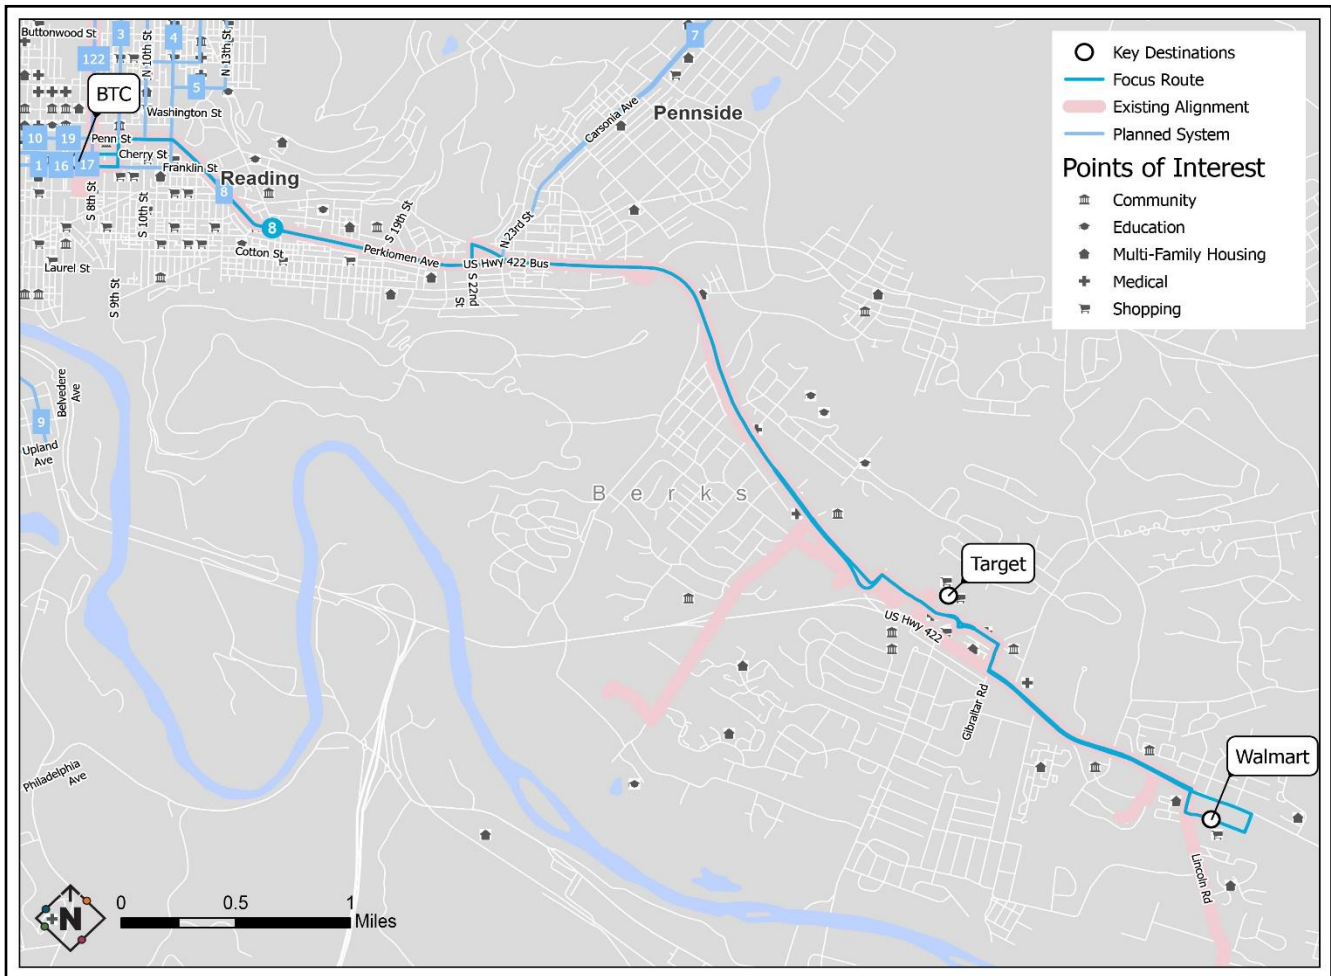 Buttonwood St
3
4
N 10th St
N 13th St
122
7
5
BTC
Washington St
Carsonia Ave
Pennside
10
19
Penn St
Cherry St
1
16
17
Franklin St
Reading
8
8
S 8th St
S 10th St
S 19th St
N 23rd St
Cotton St
Perkiomen Ave
US Hwy 422 Bus
Laurel St
S 9th St
S 22nd
St
Belvedere
Ave
9
Upland
Ave
Berks
Target
US Hwy 422
Gibraltar Rd
Walmart
Philadelphia
Ave
Lincoln Rd
N
0
0.5
1
Miles
Key Destinations
Focus Route
Existing Alignment
Planned System
Points of Interest
Community
Education
Multi-Family Housing
Medical
Shopping